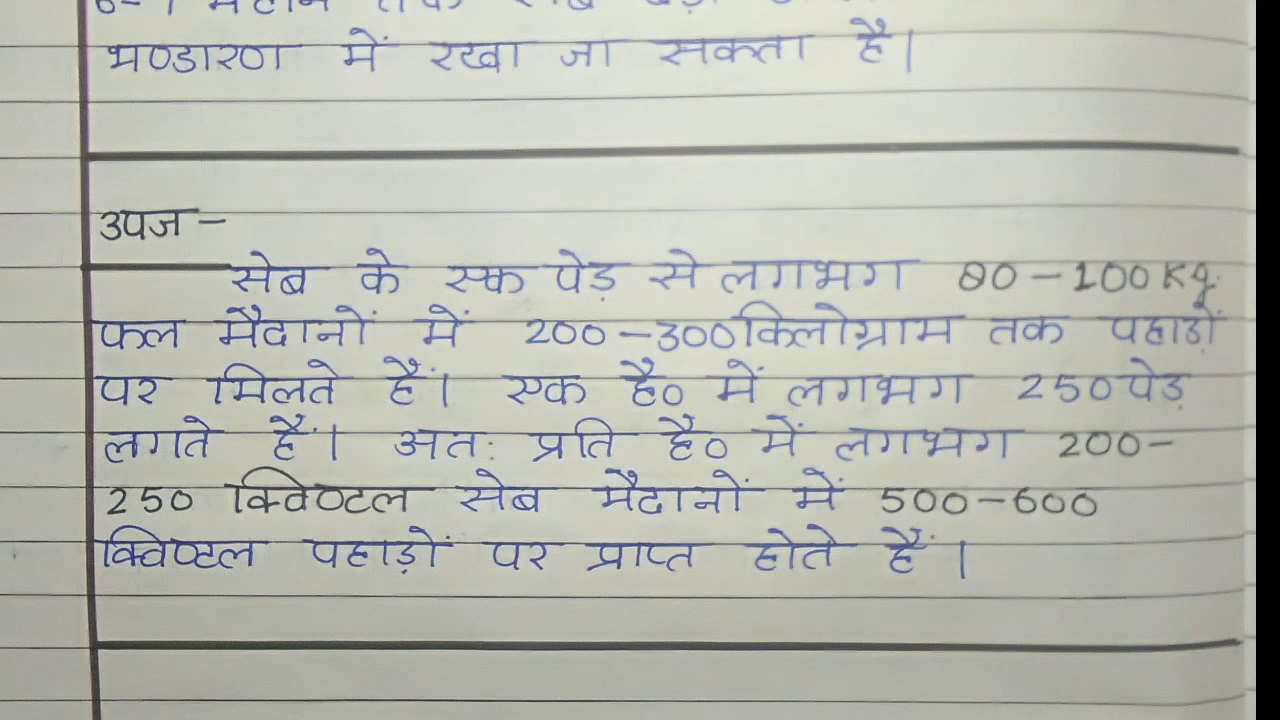 भण्डारण में रखा जा सकता है।
उपज –
सेब के एक पेड़ से लगभग 80 – 100 Kg.
फल मैदानों में 200 – 300 किलोग्राम तक पहाड़ों
पर मिलते हैं। एक है० में लगभग 250 पेड़
लगते हैं। अतः प्रति है० में लगभग 200 –
250 क्विण्टल सेब मैदानों में 500 – 600
क्विण्टल पहाड़ों पर प्राप्त होते हैं।